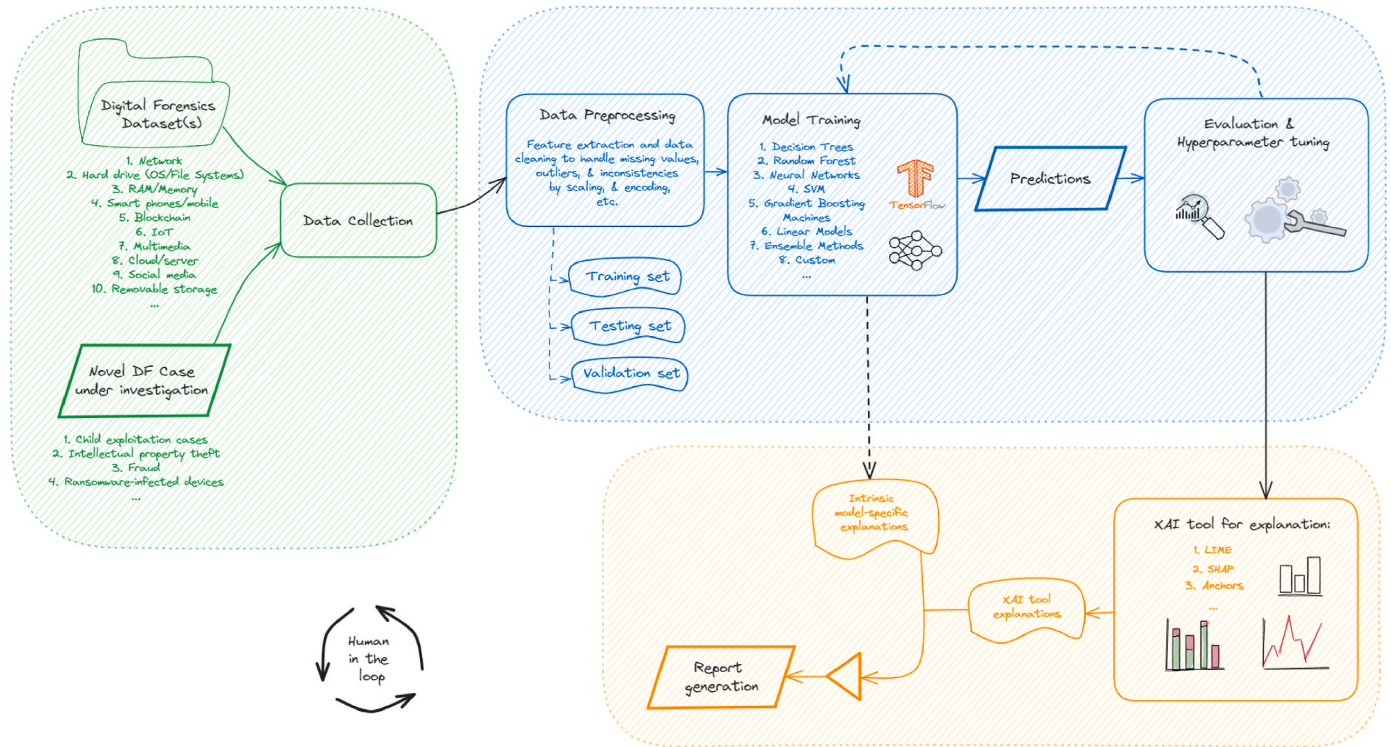 Digital Forensics
Dataset(s)
1. Network
2. Hard drive (OS/File Systems)
3. RAM/Memory
4. Smart phones/mobile
5. Blockchain
6. IoT
7. Multimedia
8. Cloud/server
9. Social media
10. Removable storage
...
Data Collection
Novel DF Case
under investigation
1. Child exploitation cases
2. Intellectual property theft
3. Fraud
4. Ransomware-infected devices
...
Data Preprocessing
Feature extraction and data
cleaning to handle missing values,
outliers, & inconsistencies
by scaling, & encoding,
etc.
Training set
Testing set
Validation set
Model Training
1. Decision Trees
2. Random Forest
3. Neural Networks
4. SVM
5. Gradient Boosting
Machines
6. Linear Models
7. Ensemble Methods
8. Custom
...
TensorFlow
Predictions
Evaluation &
Hyperparameter tuning
Intrinsic
model-specific
explanations
XAI tool for explanation:
1. LIME
2. SHAP
3. Anchors
...
XAI tool
explanations
Report
generation
Human
in the
loop